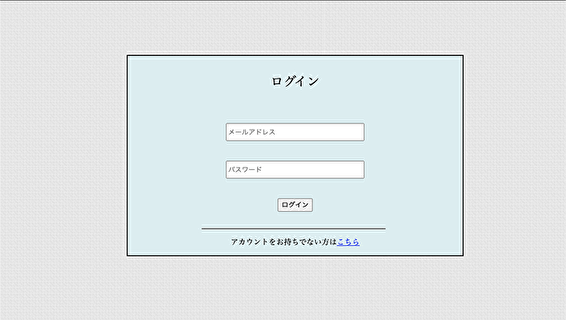 ログイン
メールアドレス
パスワード
ログイン
アカウントをお持ちでない方はこちら